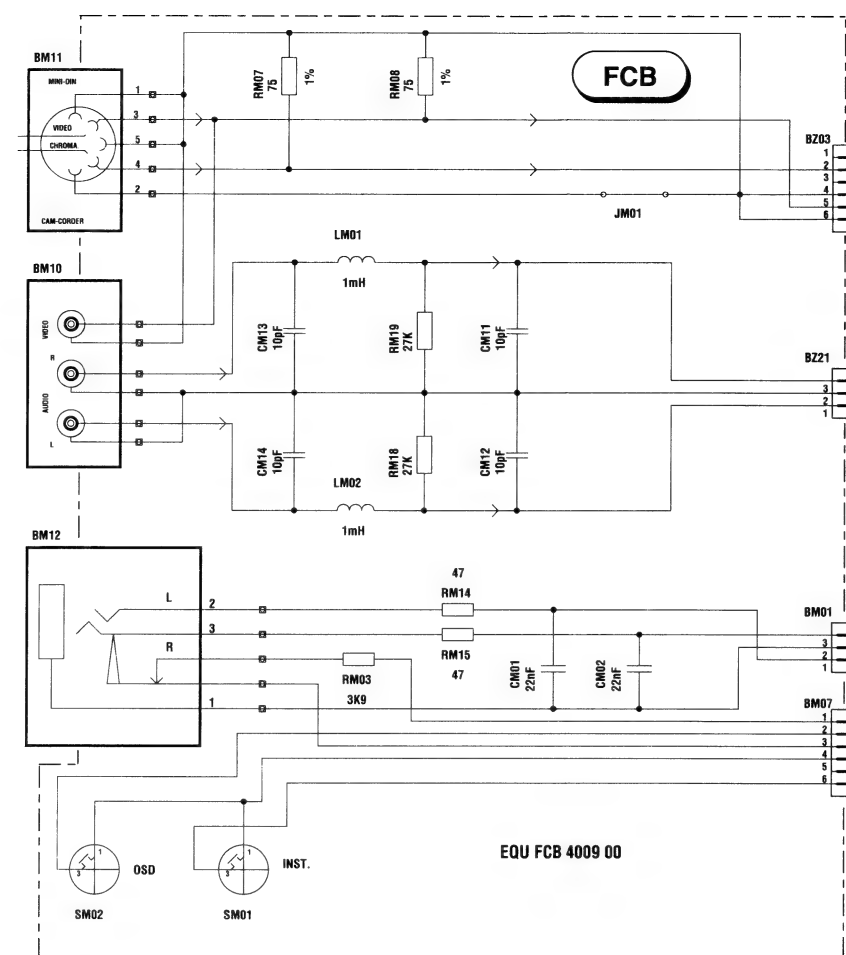 BM11
MINI-DIN
VIDEO
CHROMA
CAM-CORDER
1
3
5
4
2
RM07
75
1%
RM08
75
1%
FCB
BZ03
1
2
3
4
5
6
JM01
BM10
VIDEO
R
AUDIO
L
LM01
1mH
CM13
10pF
RM19
27K
CM11
10pF
BZ21
3
2
1
CM14
10pF
RM18
27K
CM12
10pF
LM02
1mH
BM12
L
2
3
R
1
47
RM14
RM15
47
RM03
3K9
CM01
22nF
CM02
22nF
BM01
3
2
1
BM07
1
2
3
4
5
6
1
3
OSD
SM02
1
3
INST.
SM01
EQU FCB 4009 00